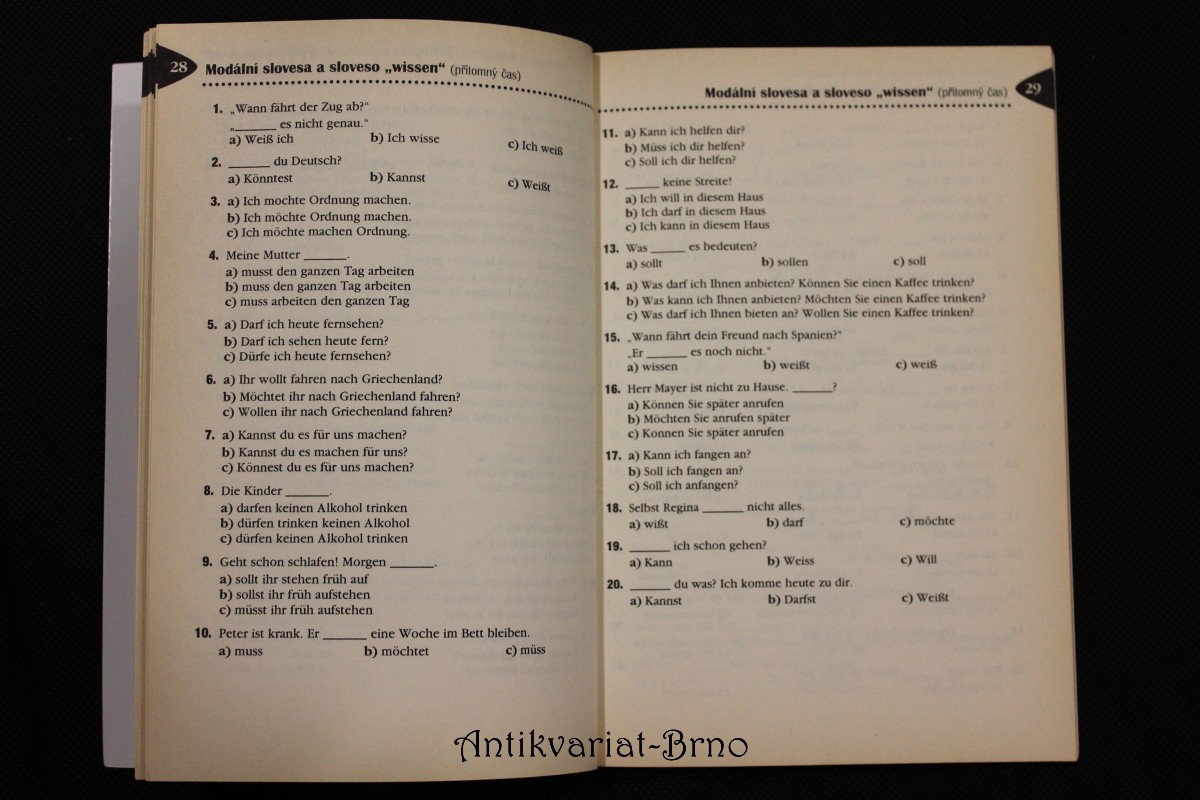 28 Modální slovesa a sloveso „wissen“ (přítomný čas)
1. „Wann fährt der Zug ab?“
„______ es nicht genau.“
a) Weiß ich b) Ich wisse c) Ich weiß
2. ______ du Deutsch?
a) Könntest b) Kannst c) Weißt
3. a) Ich mochte Ordnung machen.
b) Ich möchte Ordnung machen.
c) Ich möchte machen Ordnung.
4. Meine Mutter ______.
a) musst den ganzen Tag arbeiten
b) muss den ganzen Tag arbeiten
c) muss arbeiten den ganzen Tag
5. a) Darf ich heute fernsehen?
b) Darf ich sehen heute fern?
c) Dürfe ich heute fernsehen?
6. a) Ihr wollt fahren nach Griechenland?
b) Möchtet ihr nach Griechenland fahren?
c) Wollen ihr nach Griechenland fahren?
7. a) Kannst du es für uns machen?
b) Kannst du es machen für uns?
c) Könnest du es für uns machen?
8. Die Kinder ______.
a) darfen keinen Alkohol trinken
b) dürfen trinken keinen Alkohol
c) dürfen keinen Alkohol trinken
9. Geht schon schlafen! Morgen ______.
a) sollt ihr stehen früh auf
b) sollst ihr früh aufstehen
c) müsst ihr früh aufstehen
10. Peter ist krank. Er ______ eine Woche im Bett bleiben.
a) muss b) möchtet c) müss
Modální slovesa a sloveso „wissen“ (přítomný čas) 29
11. a) Kann ich helfen dir?
b) Müss ich dir helfen?
c) Soll ich dir helfen?
12. ______ keine Streite!
a) Ich will in diesem Haus
b) Ich darf in diesem Haus
c) Ich kann in diesem Haus
13. Was ______ es bedeuten?
a) sollt b) sollen c) soll
14. a) Was darf ich Ihnen anbieten? Können Sie einen Kaffee trinken?
b) Was kann ich Ihnen anbieten? Möchten Sie einen Kaffee trinken?
c) Was darf ich Ihnen bieten an? Wollen Sie einen Kaffee trinken?
15. „Wann fährt dein Freund nach Spanien?“
„Er ______ es noch nicht.“
a) wissen b) weißt c) weiß
16. Herr Mayer ist nicht zu Hause. ______?
a) Können Sie später anrufen
b) Möchten Sie anrufen später
c) Konnen Sie später anrufen
17. a) Kann ich fangen an?
b) Soll ich fangen an?
c) Soll ich anfangen?
18. Selbst Regina ______ nicht alles.
a) wißt b) darf c) möchte
19. ______ ich schon gehen?
a) Kann b) Weiss c) Will
20. ______ du was? Ich komme heute zu dir.
a) Kannst b) Darfst c) Weißt
Antikvariat-Brno